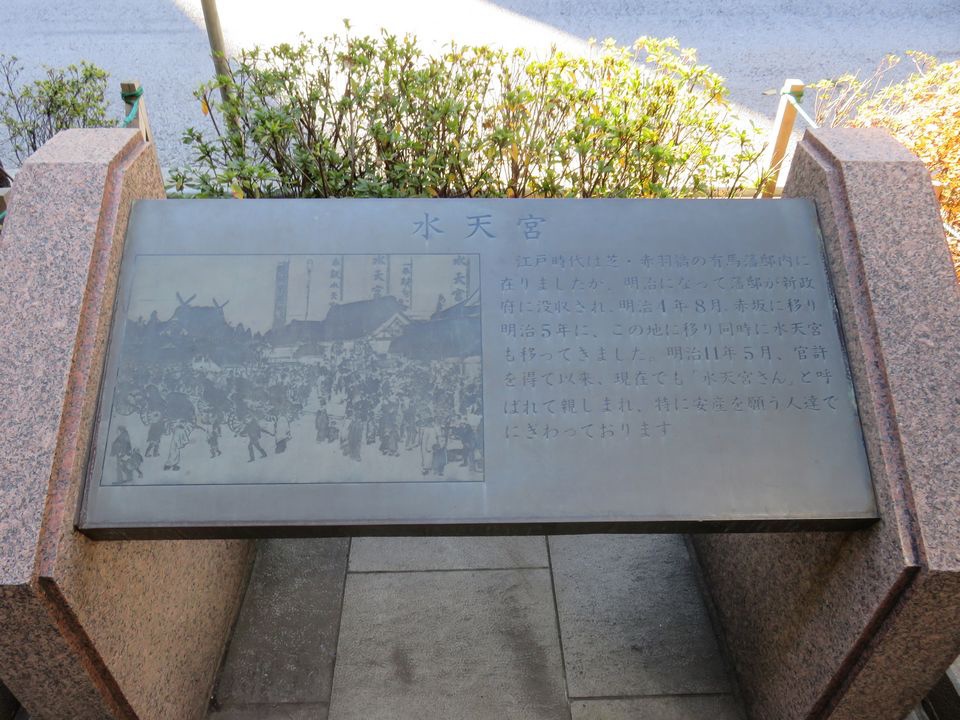 水天宮
江戸時代は芝・赤羽橋の有馬藩邸内に
在りましたが、明治になって藩邸が新政
府に没収され、明治4年8月、赤坂に移り
明治5年に、この地に移り同時に水天宮
も移ってきました。明治11年5月、官許
を得て以来、現在でも「水天宮さん」と呼
ばれて親しまれ、特に安産を願う人達で
にぎわっております
水天宮
水天宮